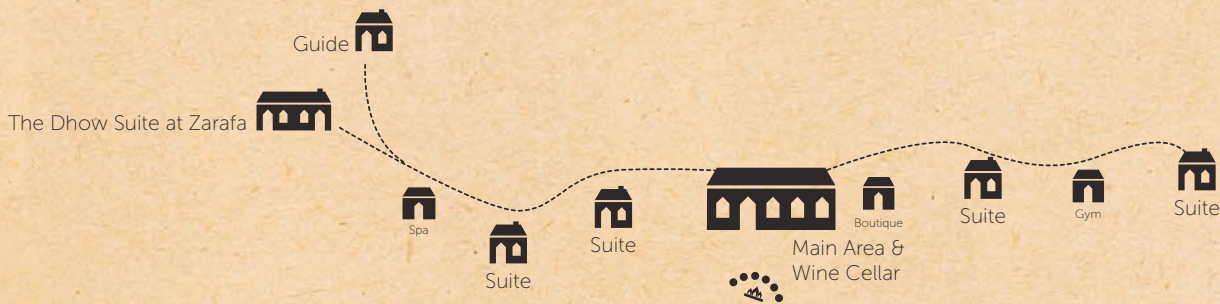 Guide
The Dhow Suite at Zarafa
Spa
Suite
Suite
Boutique
Main Area &
Wine Cellar
Suite
Gym
Suite